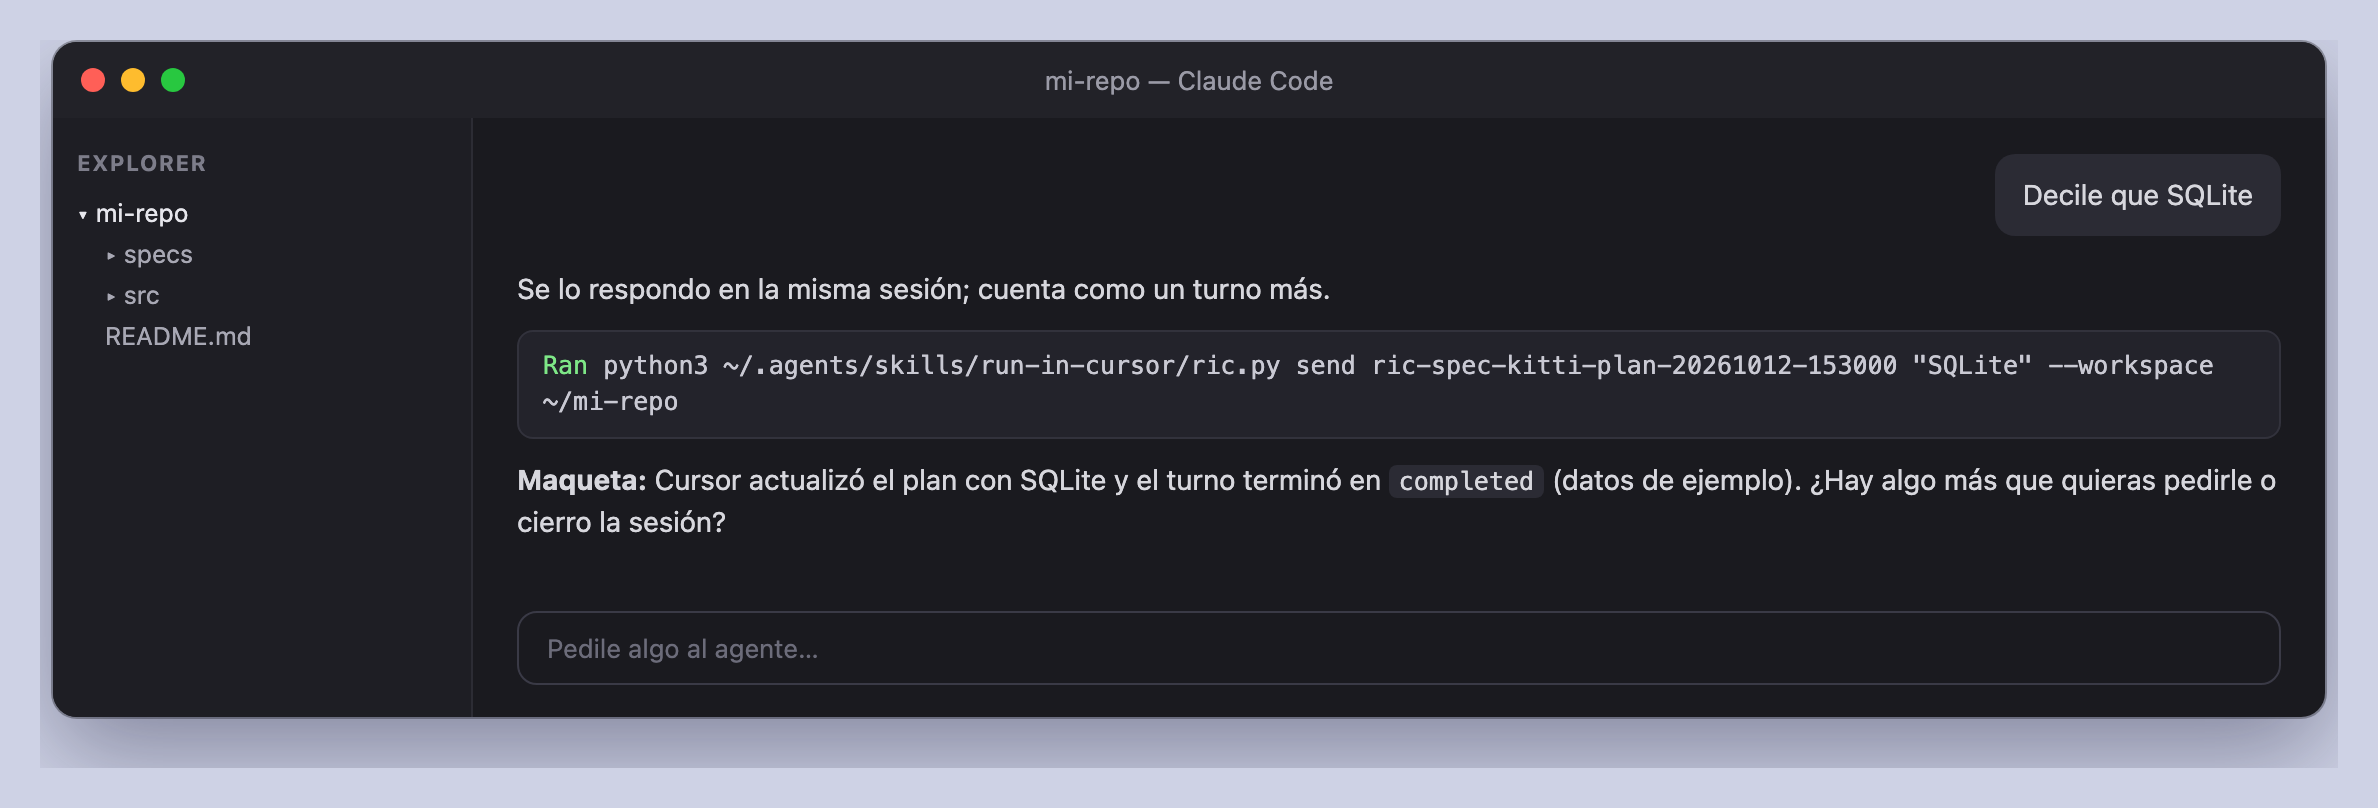 mi-repo — Claude Code
EXPLORER
▾ mi-repo
▸ specs
▸ src
README.md
Decile que SQLite
Se lo respondo en la misma sesión; cuenta como un turno más.
Ran python3 ~/.agents/skills/run-in-cursor/ric.py send ric-spec-kitti-plan-20261012-153000 "SQLite" --workspace
~/mi-repo
Maqueta: Cursor actualizó el plan con SQLite y el turno terminó en completed (datos de ejemplo). ¿Hay algo más que quieras pedirle o
cierro la sesión?
Pedile algo al agente...